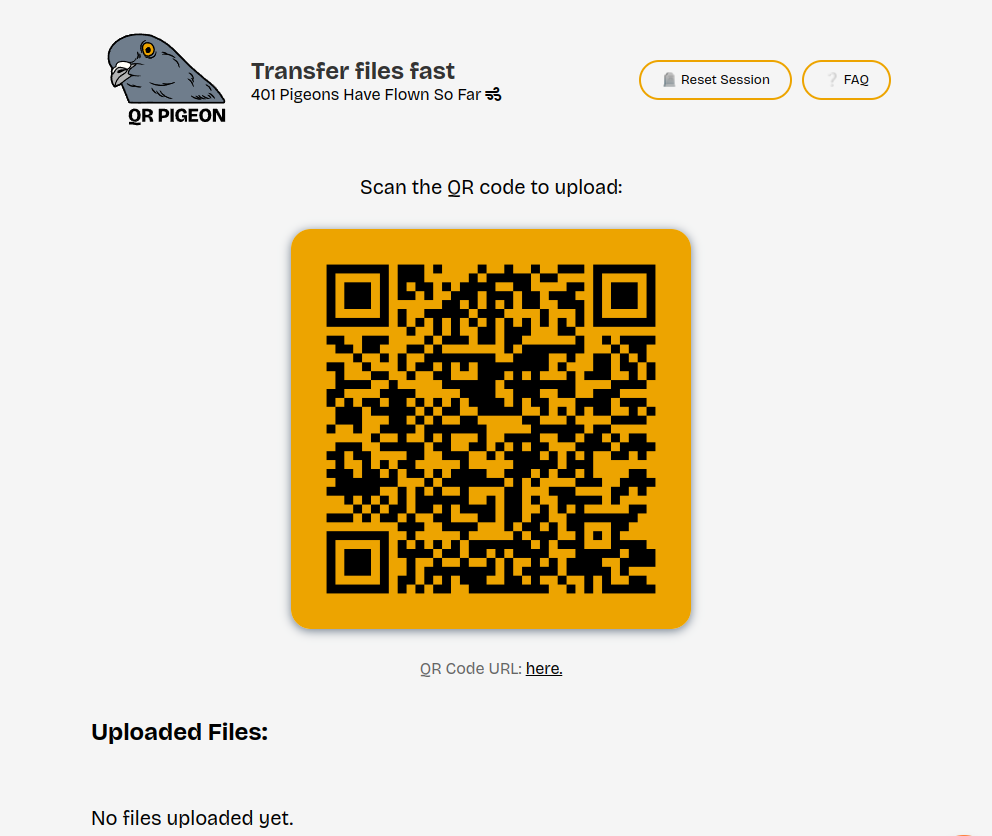 QR PIGEON
Transfer files fast
401 Pigeons Have Flown So Far
Reset Session
❔ FAQ
Scan the QR code to upload:
QR Code URL: here.
Uploaded Files:
No files uploaded yet.